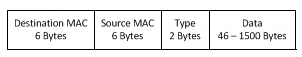 Destination MAC
6 Bytes
Source MAC
6 Bytes
Type
2 Bytes
Data
46 – 1500 Bytes